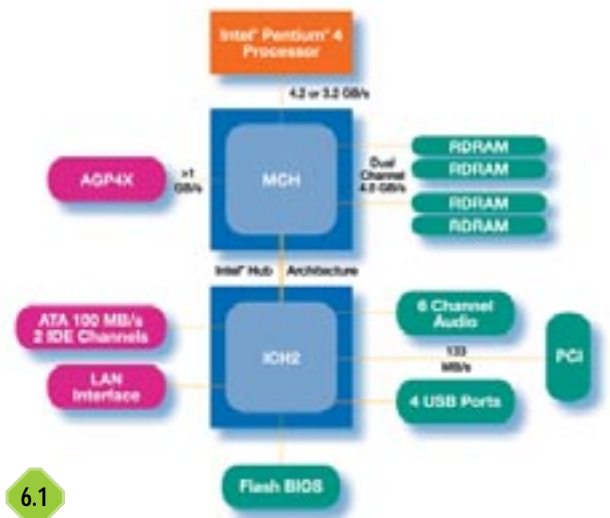 Intel® Pentium® 4
Processor
4.2 or 3.2 GB/s
AGP4X
>1
GB/s
MCH
Dual
Channel
4.2 GB/s
RDRAM
RDRAM
RDRAM
RDRAM
Intel® Hub Architecture
ATA 100 MB/s
2 IDE Channels
LAN
Interface
ICH2
6 Channel
Audio
133
MB/s
PCI
4 USB Ports
Flash BIOS
6.1